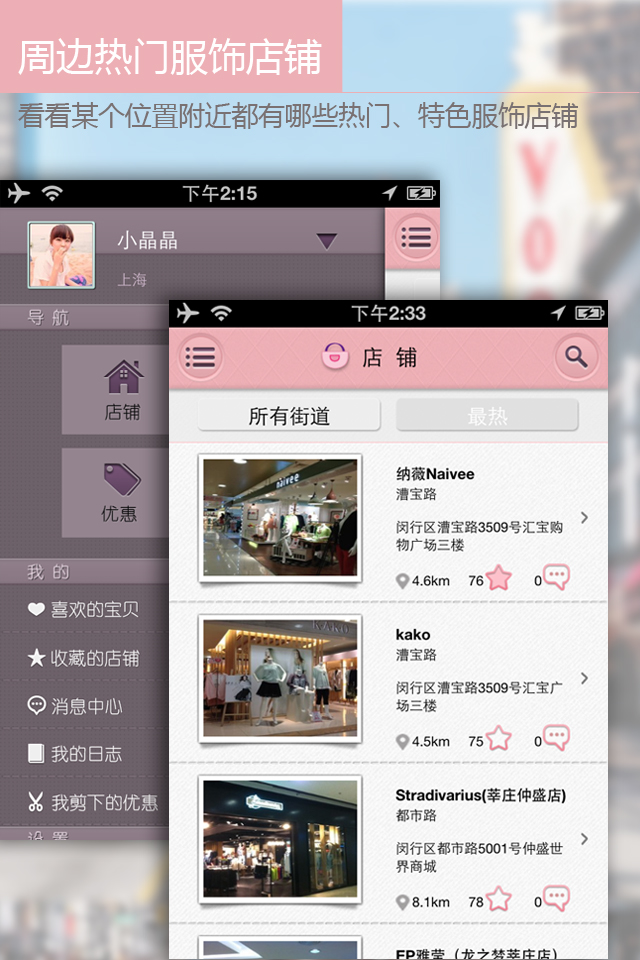 周边热门服饰店铺
看看某个位置附近都有哪些热门、特色服饰店铺
下午2:15
小晶晶
上海
导 航
店铺
优惠
我 的
喜欢的宝贝
收藏的店铺
消息中心
我的日志
我剪下的优惠
设 置
下午2:33
店 铺
所有街道
最热
naivee
纳薇Naivee
漕宝路
闵行区漕宝路3509号汇宝购
物广场三楼
4.6km 76 0
KAKO
kako
漕宝路
闵行区漕宝路3509号汇宝广
场三楼
4.5km 75 0
Stradivarius(莘庄仲盛店)
都市路
闵行区都市路5001号仲盛世
界商城
8.1km 78 0
EP雅莹（龙之梦莘庄店）
VO